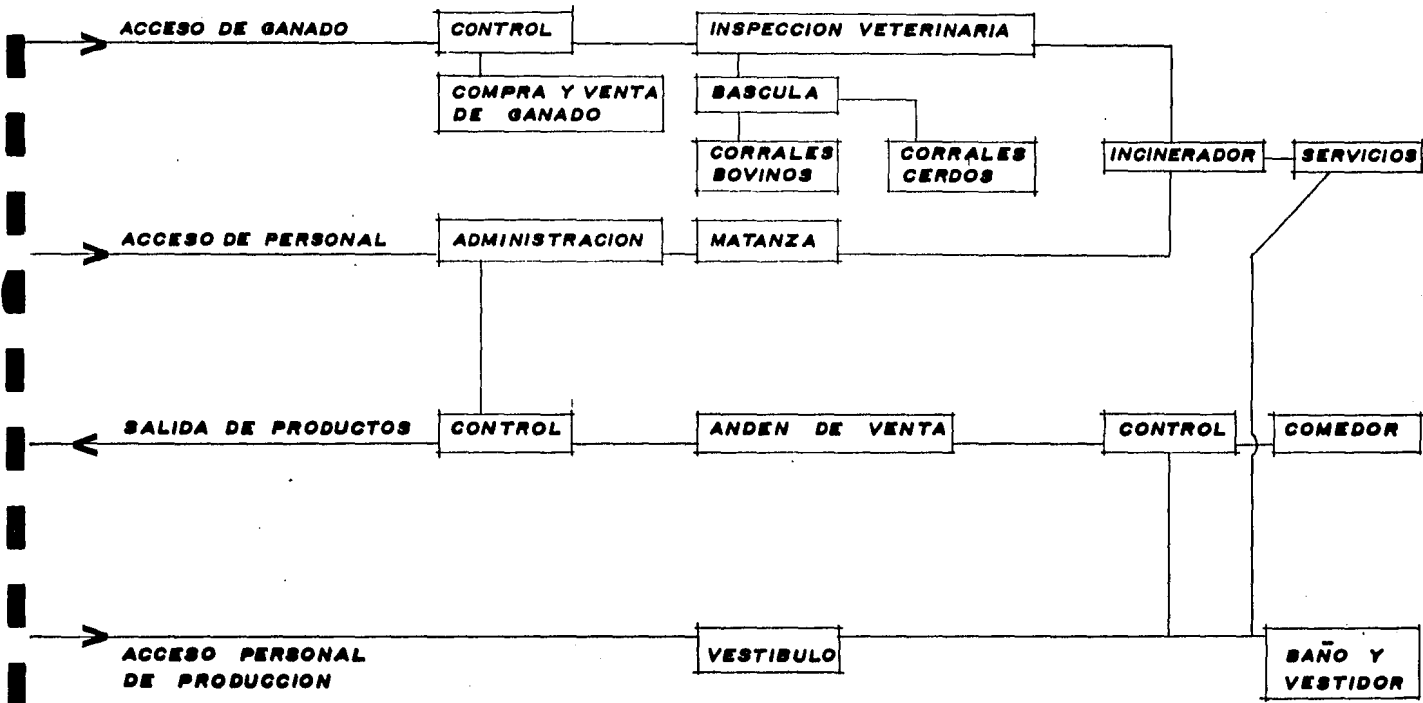 ACCESO DE GANADO
CONTROL
INSPECCION VETERINARIA
COMPRA Y VENTA
DE GANADO
BASCULA
CORRALES
BOVINOS
CORRALES
CERDOS
INCINERADOR
SERVICIOS
ACCESO DE PERSONAL
ADMINISTRACION
MATANZA
SALIDA DE PRODUCTOS
CONTROL
ANDEN DE VENTA
CONTROL
COMEDOR
ACCESO PERSONAL
DE PRODUCCION
VESTIBULO
BAÑO Y
VESTIDOR